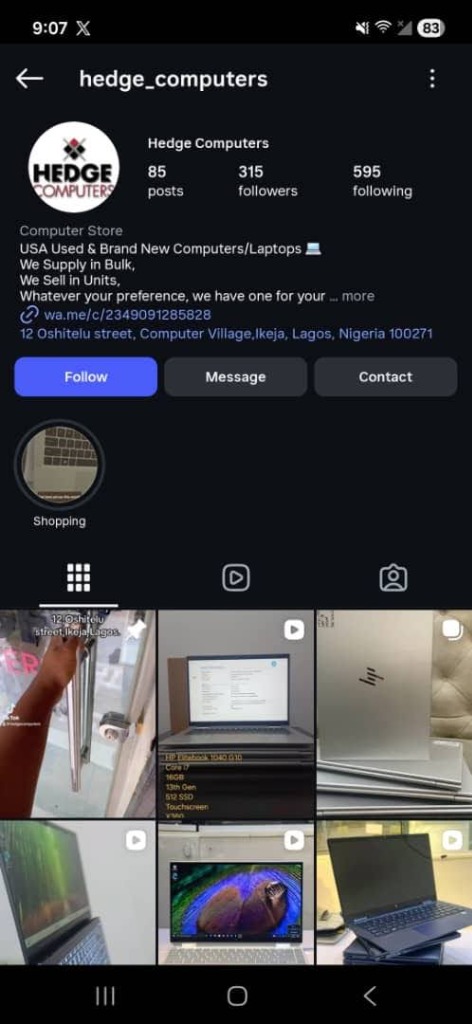 9:07
83
hedge_computers
HEDGE
COMPUTERS
Hedge Computers
85
315
595
posts
followers
following
Computer Store
USA Used & Brand New Computers/Laptops 💻
We Supply in Bulk,
We Sell in Units,
Whatever your preference, we have one for your ... more
wa.me/c/2349091285828
12 Oshitelu street, Computer Village,Ikeja, Lagos, Nigeria 100271
Follow
Message
Contact
Shopping
12,Oshitelu
street,Ikeja,Lagos.
ER
HP Elitebook 1040 G10
Core i7
16GB
13th Gen
512 SSD
Touchscreen
X360
hp